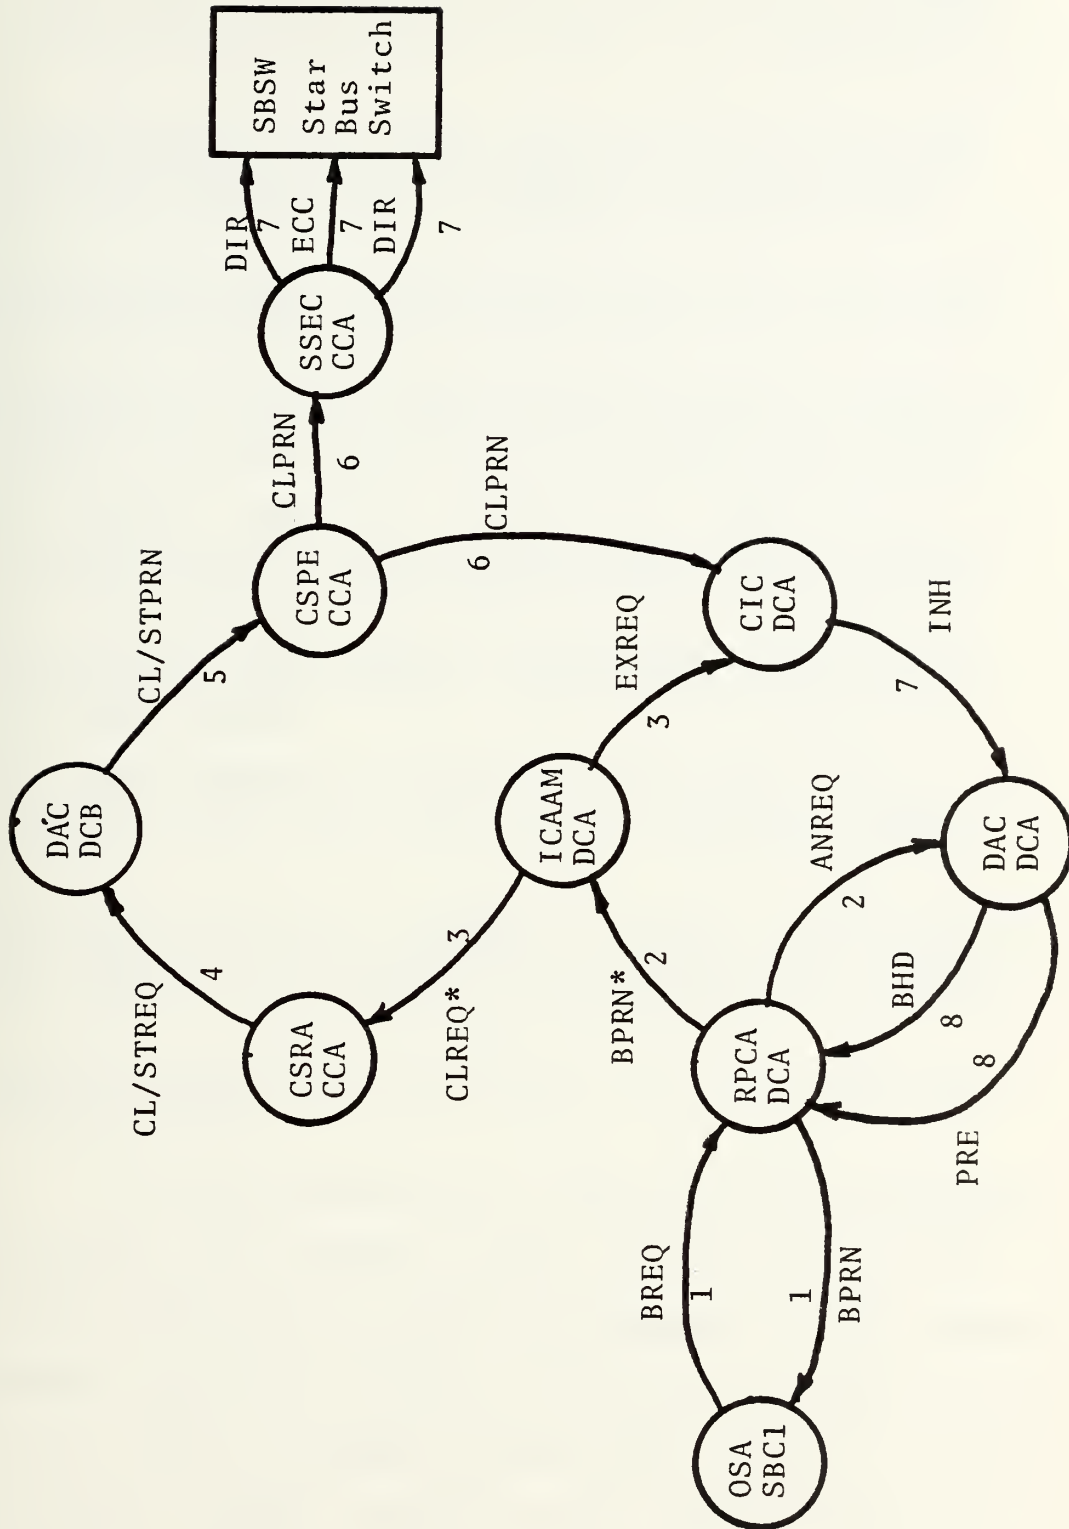 SBSW
Star
Bus
Switch
DIR
7
ECC
7
DIR
7
SSEC
CCA
CLPRN
6
CLPRN
6
CSPE
CCA
CL/STPRN
5
DAC
DCB
CL/STREQ
4
CSRA
CCA
CLREQ*
3
ICAAM
DCA
EXREQ
3
CIC
DCA
INH
7
DAC
DCA
ANREQ
2
BHD
8
PRE
8
BPRN*
2
RPCA
DCA
BREQ
1
BPRN
1
OSA
SBC1